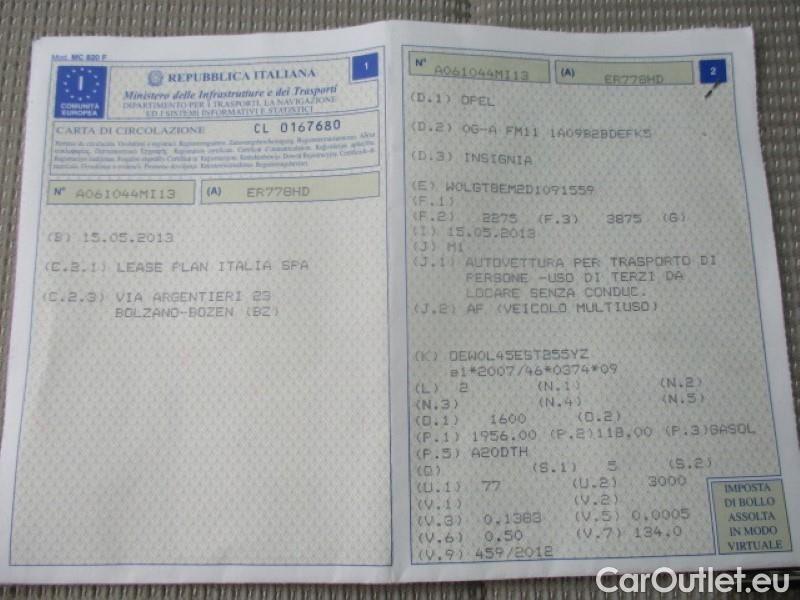 Mod. MC 820 F
I
COMUNITÀ
EUROPEA
REPUBBLICA ITALIANA
1
Ministero delle Infrastrutture e dei Trasporti
DIPARTIMENTO PER I TRASPORTI, LA NAVIGAZIONE
ED I SISTEMI INFORMATIVI E STATISTICI
CARTA DI CIRCOLAZIONE CL 0167680
N° A061044MI13 (A) ER778HD
(B) 15.05.2013
(C.2.1) LEASE PLAN ITALIA SPA
(C.2.3) VIA ARGENTIERI 23
BOLZANO-BOZEN (BZ)
N° A061044MI13 (A) ER778HD 2
(D.1) OPEL
(D.2) 0G-A FM11 1A09B2BDEFK5
(D.3) INSIGNIA
(E) W0LGT8EM2D1091559
(F.1)
(F.2) 2275 (F.3) 3875 (G)
(I) 15.05.2013
(J) M1
(J.1) AUTOVETTURA PER TRASPORTO DI
PERSONE -USO DI TERZI DA
LOCARE SENZA CONDUC.
(J.2) AF (VEICOLO MULTIUSO)
(K) OEW0L45EST255YZ
e1*2007/46*0374*09
(L) 2 (N.1) (N.2)
(N.3) (N.4) (N.5)
(O.1) 1600 (O.2)
(P.1) 1956.00 (P.2)118.00 (P.3)GASOL
(P.5) A20DTH
(Q) (S.1) 5 (S.2)
(U.1) 77 (U.2) 3000
(V.1) (V.2)
(V.3) 0.1383 (V.5) 0.0005
(V.6) 0.50 (V.7) 134.0
(V.9) 459/2012
IMPOSTA
DI BOLLO
ASSOLTA
IN MODO
VIRTUALE
CarOutlet.eu